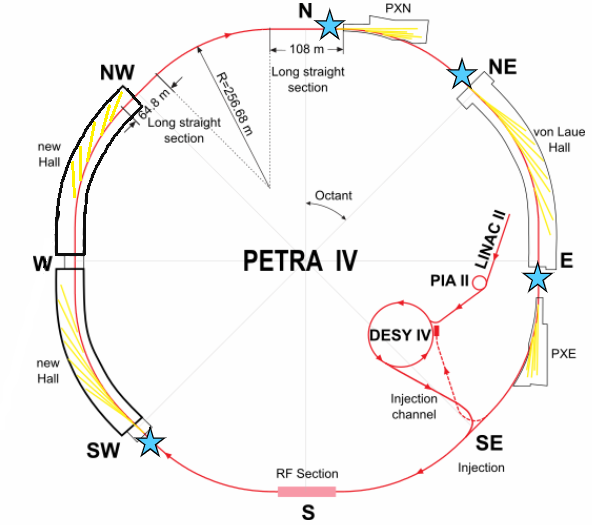 N
PXN
108 m
NE
NW
Long straight
section
R=256.68 m
64.8 m
Long straight
section
von Laue
Hall
new
Hall
Octant
LINAC II
W
PETRA IV
E
PIA II
DESY IV
new
Hall
PXE
Injection
channel
SW
SE
RF Section
Injection
S